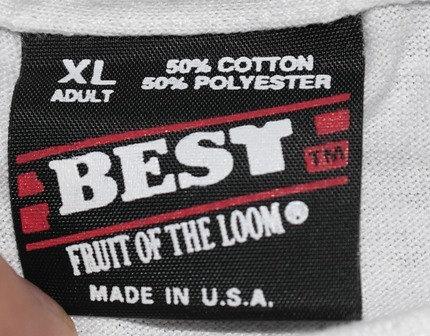 XL
ADULT
50% COTTON
50% POLYESTER
BEST
TM
FRUIT OF THE LOOM®
MADE IN U.S.A.